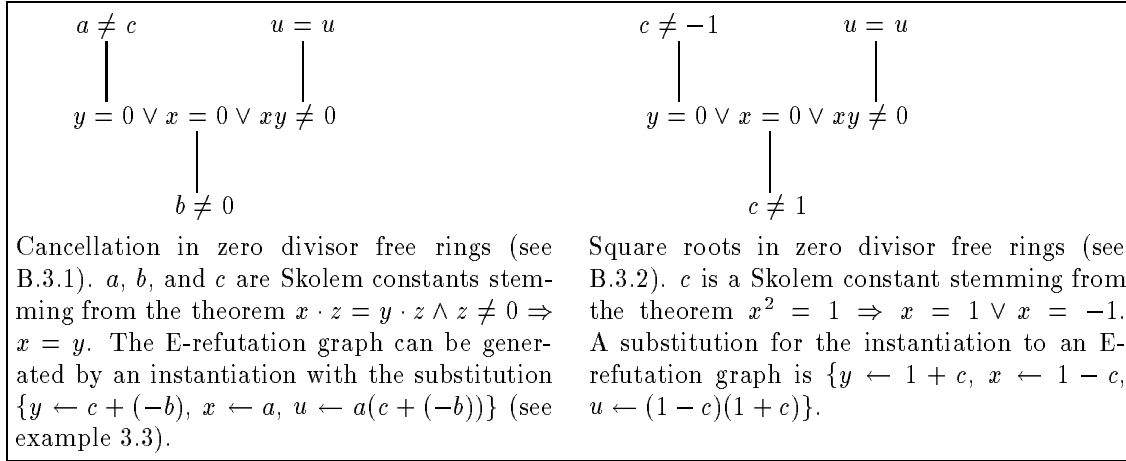 a ≠ c u = u
y = 0 ∨ x = 0 ∨ xy ≠ 0
b ≠ 0
Cancellation in zero divisor free rings (see
B.3.1). a, b, and c are Skolem constants stem-
ming from the theorem x · z = y · z ∧ z ≠ 0 ⇒
x = y. The E-refutation graph can be gener-
ated by an instantiation with the substitution
{y ← c + (−b), x ← a, u ← a(c + (−b))} (see
example 3.3).
c ≠ −1 u = u
y = 0 ∨ x = 0 ∨ xy ≠ 0
c ≠ 1
Square roots in zero divisor free rings (see
B.3.2). c is a Skolem constant stemming from
the theorem x² = 1 ⇒ x = 1 ∨ x = −1.
A substitution for the instantiation to an E-
refutation graph is {y ← 1 + c, x ← 1 − c,
u ← (1 − c)(1 + c)}.